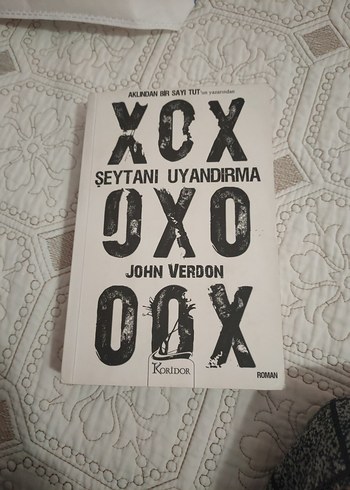 AKLINDAN BİR SAYI TUT'un yazarından
XOX
ŞEYTANI UYANDIRMA
OXO
JOHN VERDON
OOX
KORİDOR
ROMAN